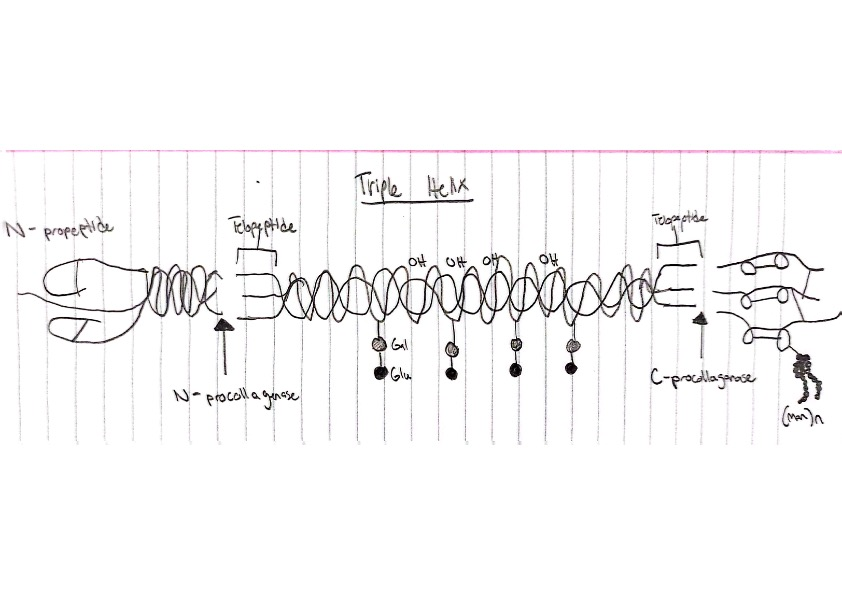 Triple Helix
N-propeptide
Telopeptide
Telopeptide
OH
OH
OH
OH
Gal
Glu
N-procollagenase
C-procollagenase
(Man)n